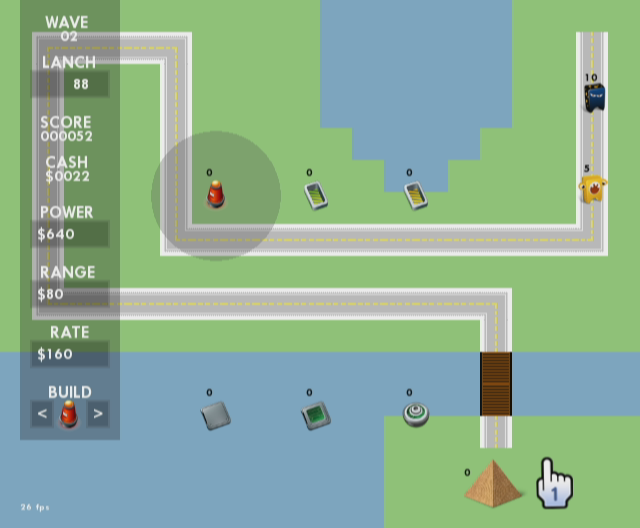 WAVE
02
LANCH
88
SCORE
000052
CASH
$0022
POWER
$640
RANGE
$80
RATE
$160
BUILD
< >
10
5
0 0 0
0 0 0
0
1
26 fps